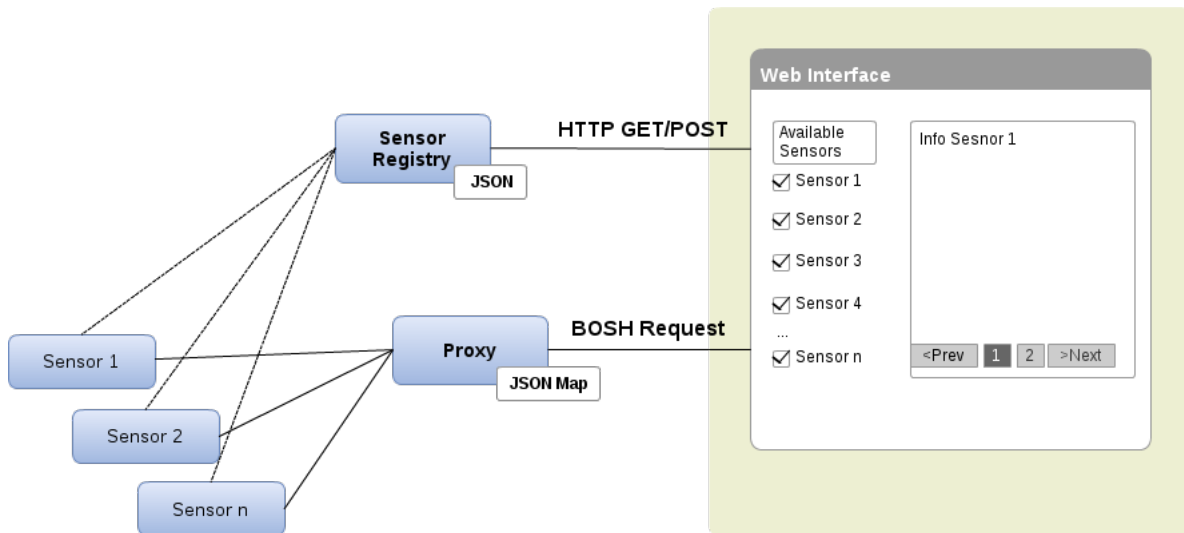 Web Interface
Sensor
Registry
JSON
HTTP GET/POST
Available
Sensors
Sensor 1
Sensor 2
Sensor 3
Sensor 4
...
Sensor n
Info Sesnor 1
<Prev
1
2
>Next
BOSH Request
Proxy
JSON Map
Sensor 1
Sensor 2
Sensor n